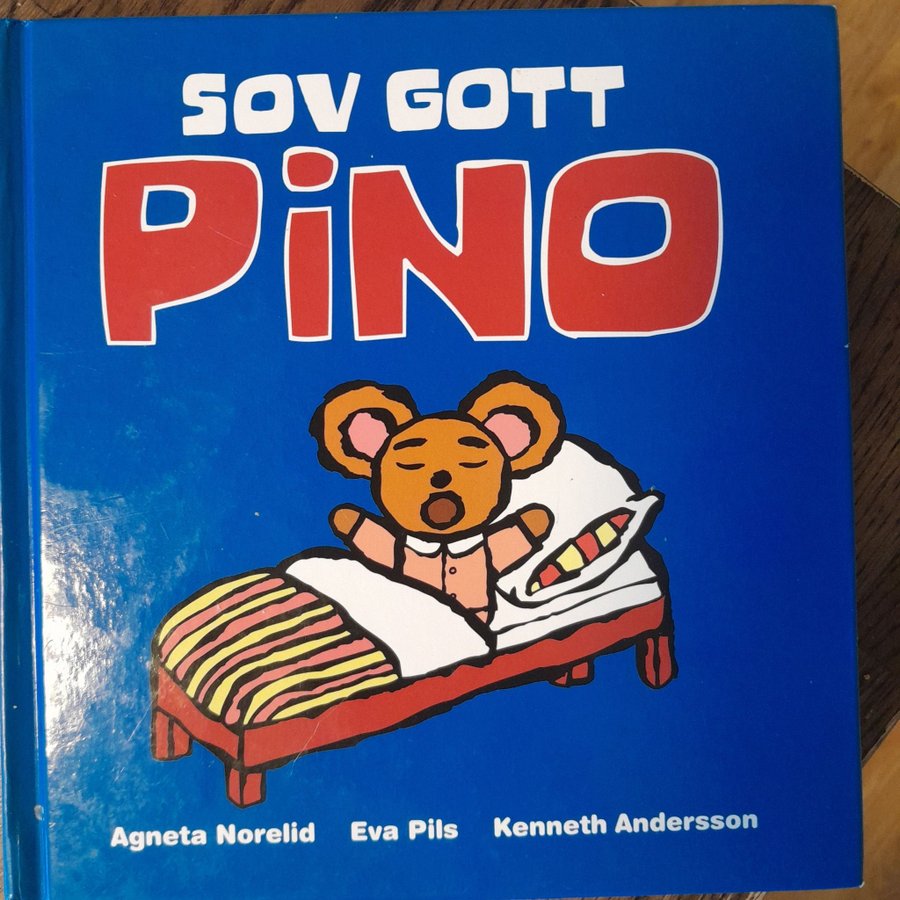 SOV GOTT
PiNO
Agneta Norelid Eva Pils Kenneth Andersson